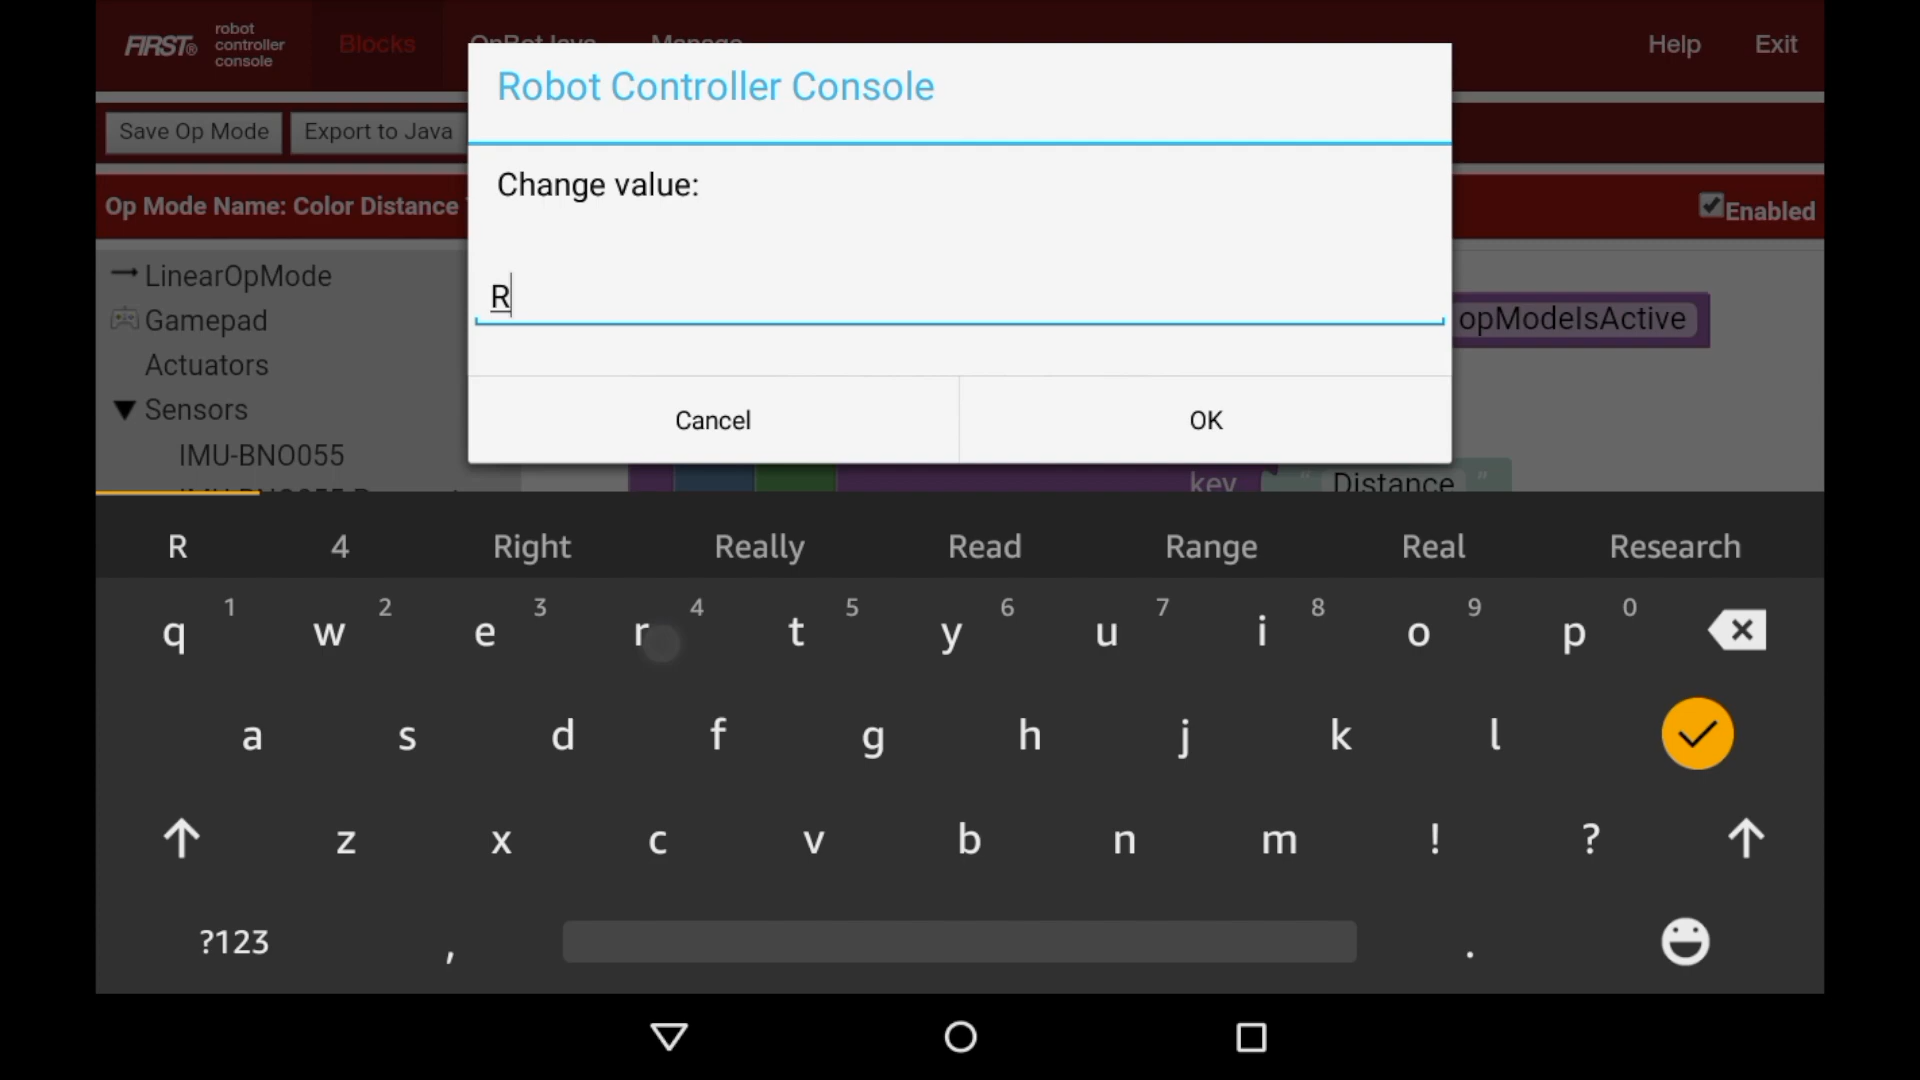 FIRST® robot controller console
Blocks
OnBotJava
Manage
Help
Exit
Save Op Mode
Export to Java
Robot Controller Console
Change value:
R
Cancel
OK
Op Mode Name: Color Distance
Enabled
LinearOpMode
Gamepad
Actuators
Sensors
IMU-BNO055
opModeIsActive
key “ Distance ”
R 4 Right Really Read Range Real Research
1 2 3 4 5 6 7 8 9 0
q w e r t y u i o p
a s d f g h j k l
z x c v b n m ! ?
?123 , .